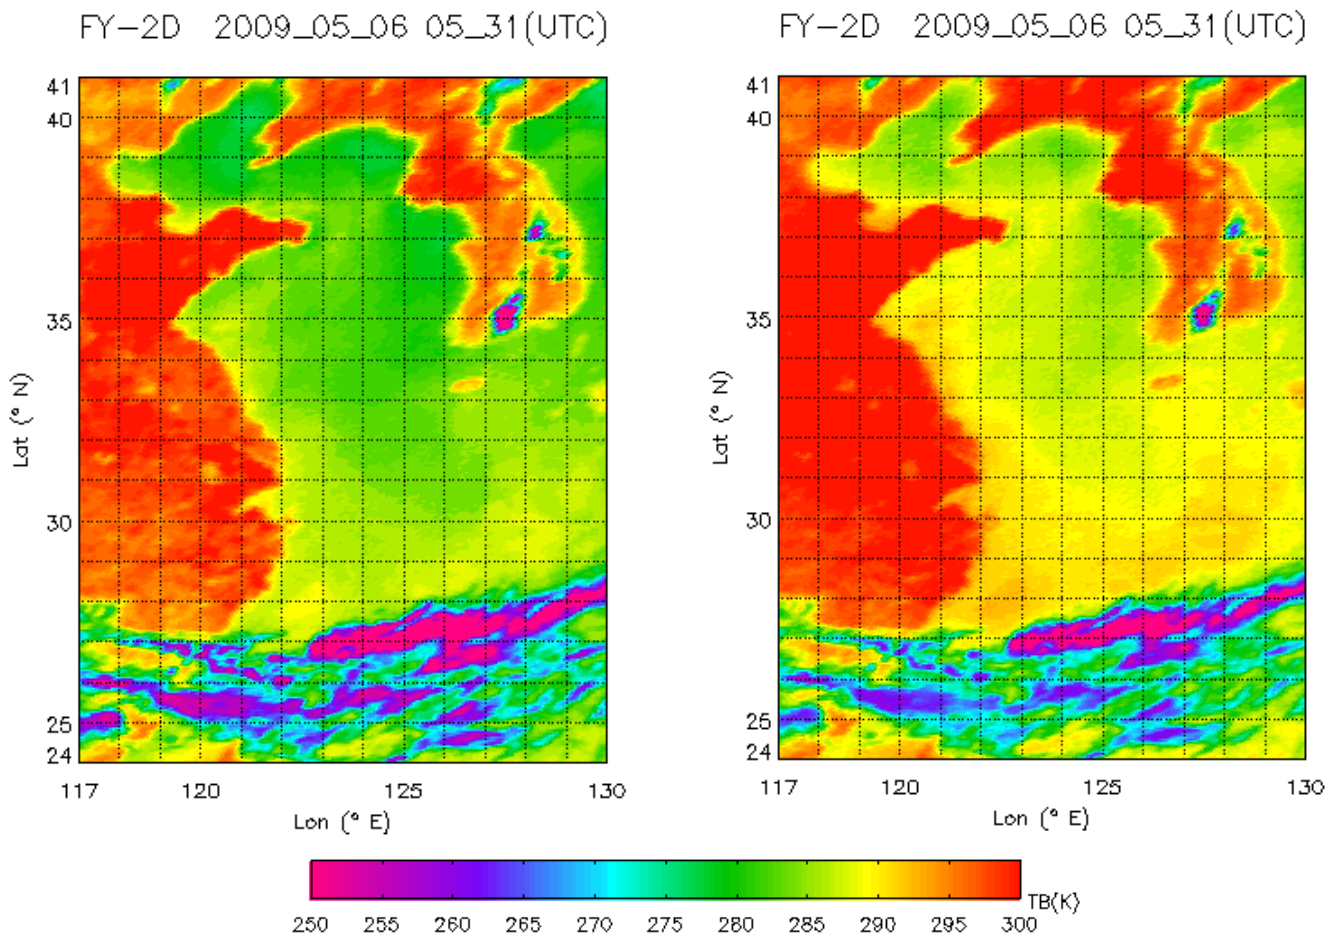 FY-2D 2009_05_06 05_31(UTC)
FY-2D 2009_05_06 05_31(UTC)
41
40
35
30
25
24
Lat (° N)
117 120 125 130
Lon (° E)
41
40
35
30
25
24
Lat (° N)
117 120 125 130
Lon (° E)
TB(K)
250 255 260 265 270 275 280 285 290 295 300